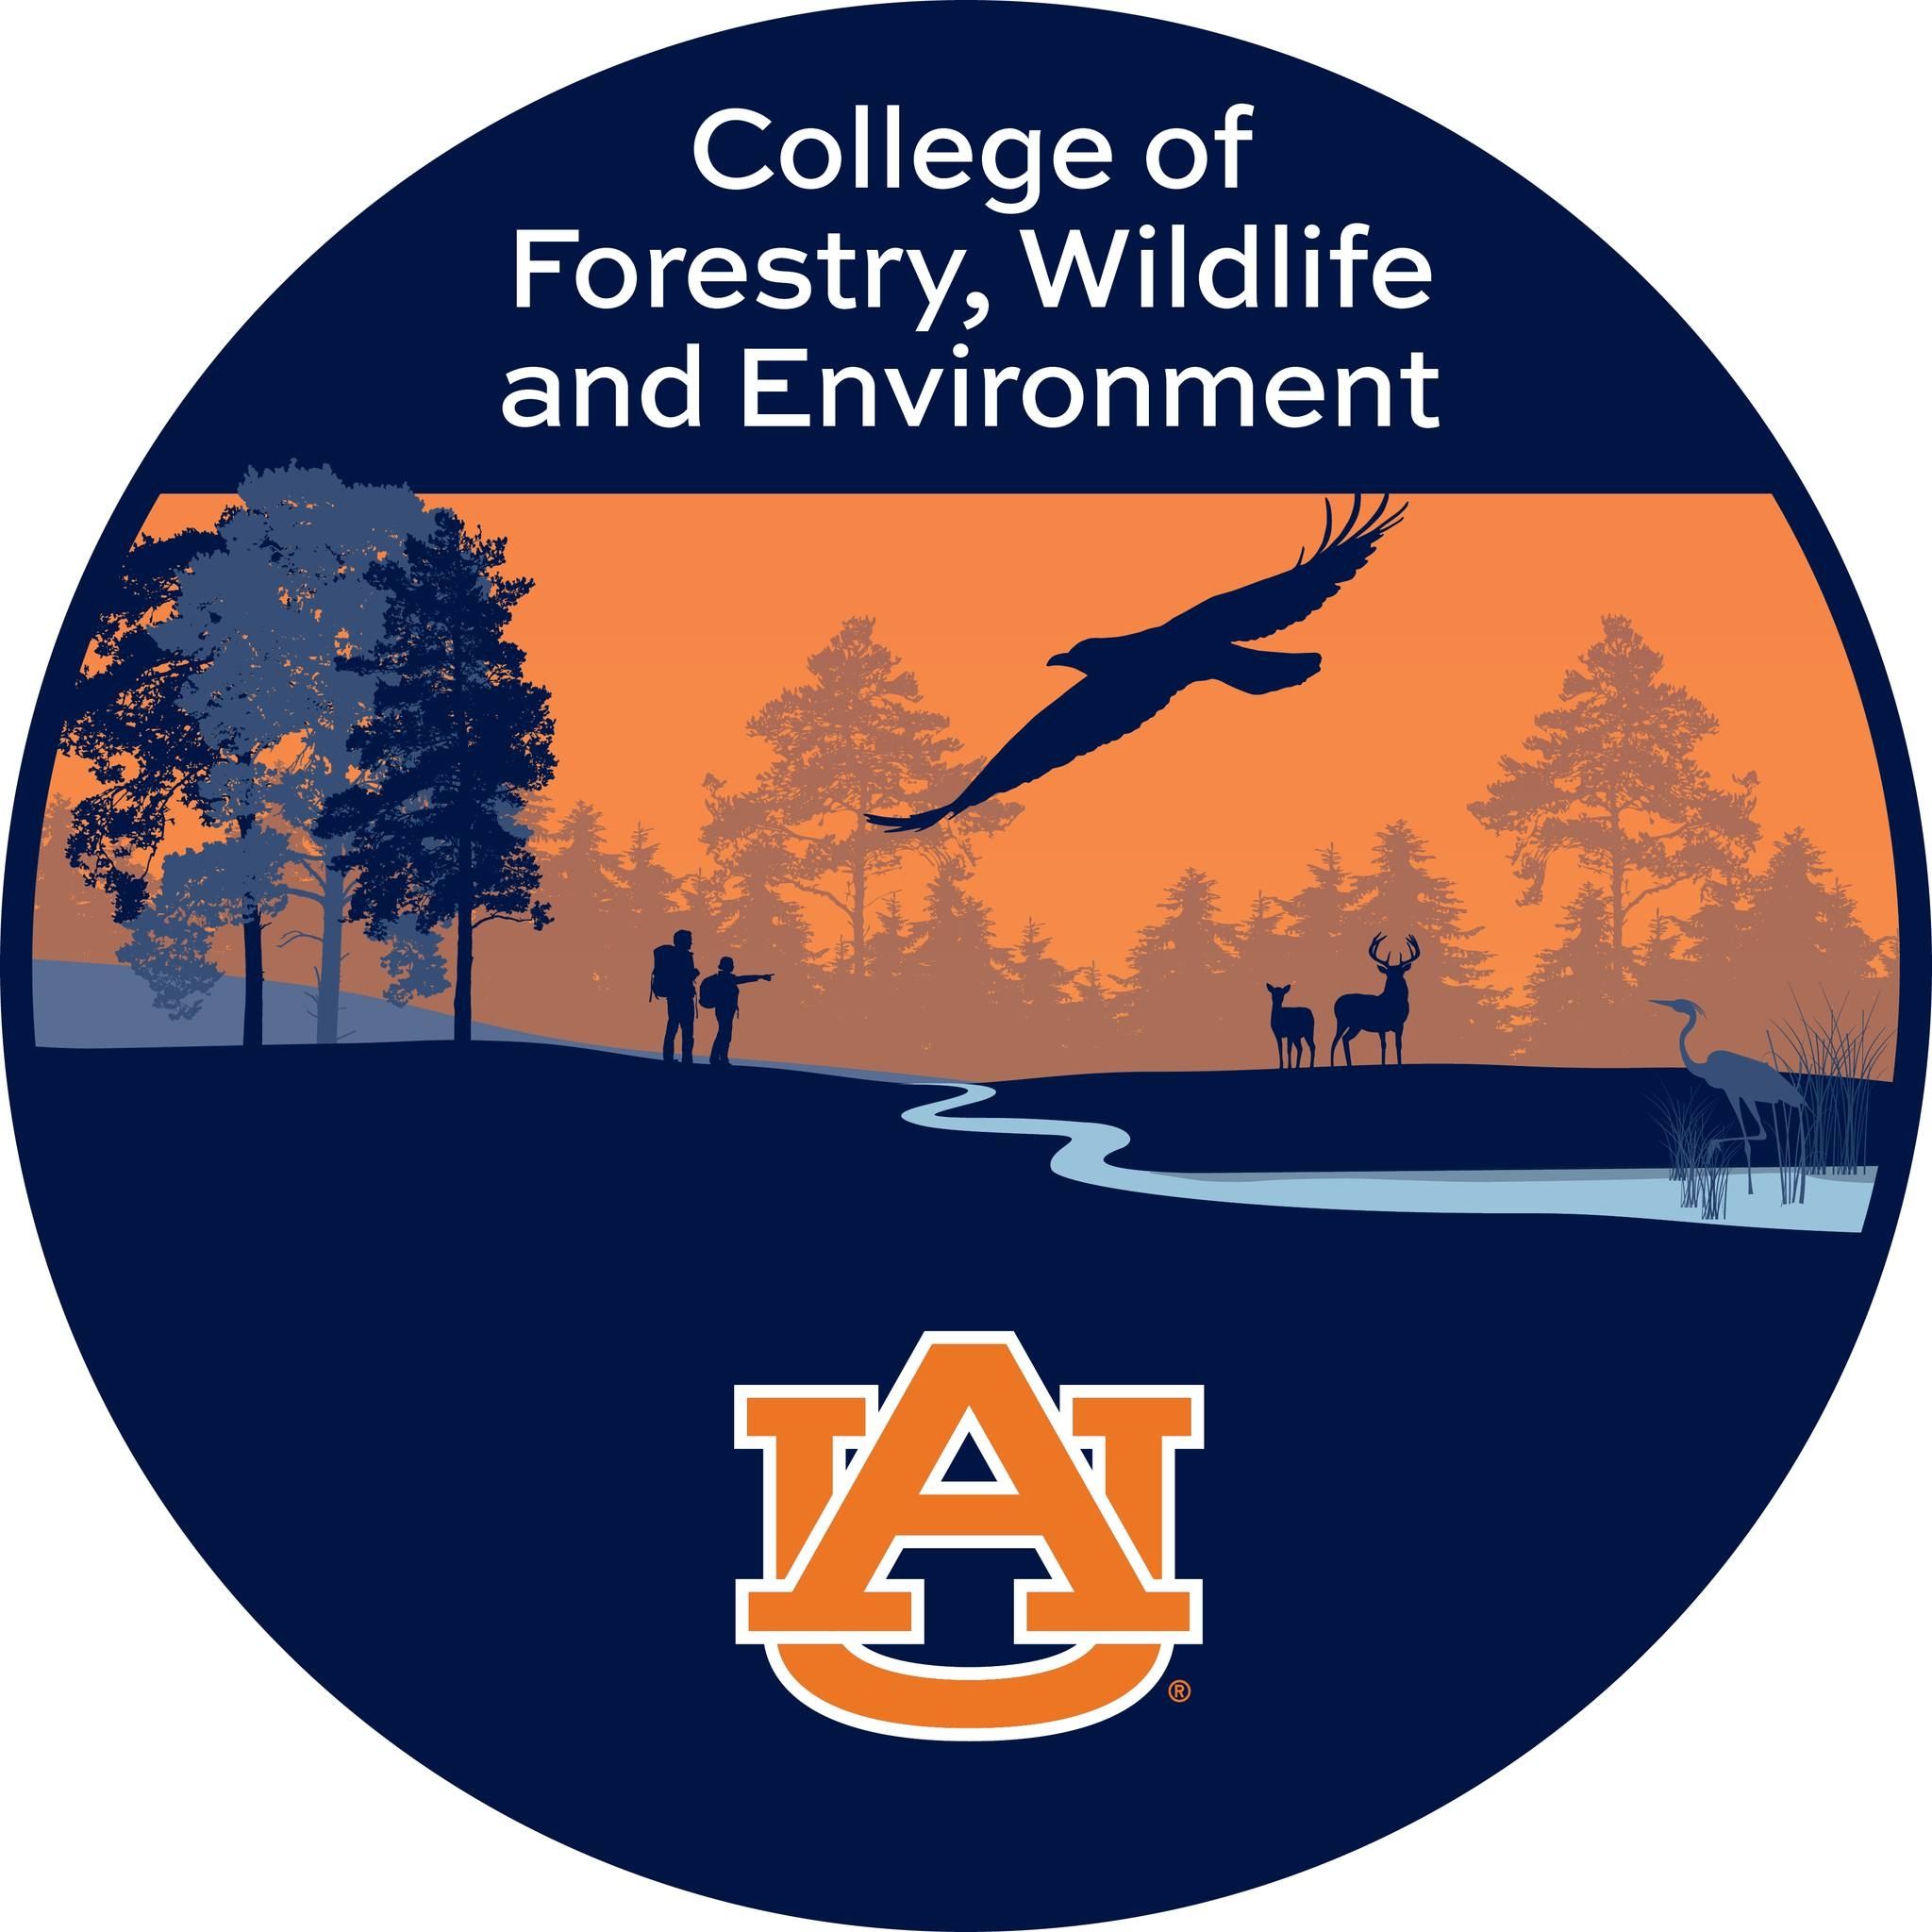 College of
Forestry, Wildlife
and Environment
AU
®